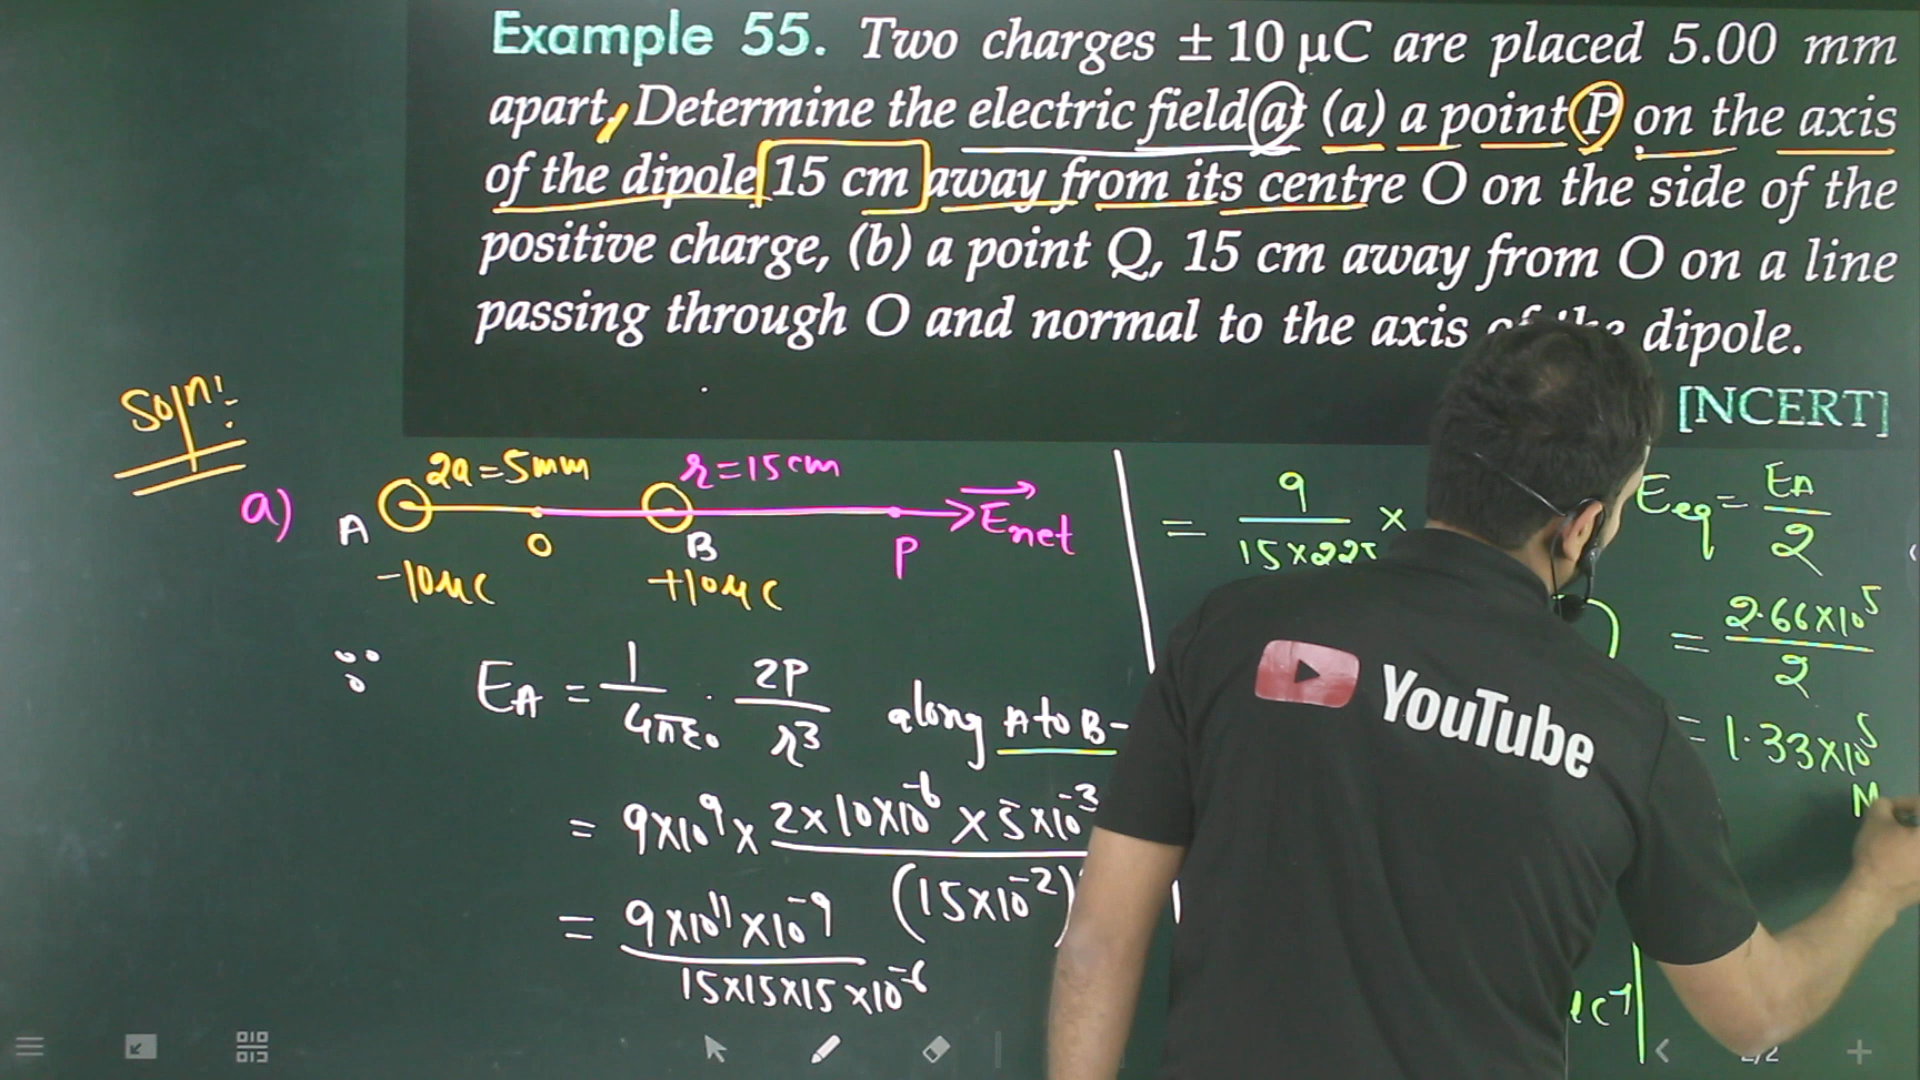 Example 55. Two charges ± 10 µC are placed 5.00 mm
apart. Determine the electric field at (a) a point P on the axis
of the dipole 15 cm away from its centre O on the side of the
positive charge, (b) a point Q, 15 cm away from O on a line
passing through O and normal to the axis of the dipole.
[NCERT]
Soln:
a)
2a=5mm
r=15cm
A
O
B
P
E⃗net
-10µC
+10µC
∵ EA = 1/4πε₀ · 2P/r³ along A to B
= 9×10⁹ × 2×10×10⁻⁶ × 5×10⁻³
(15×10⁻²)
= 9×10¹¹×10⁻⁹
15×15×15×10⁻⁶
= 9/15×225 ×
Eeq = EA/2
= 2.66×10⁵/2
= 1.33×10⁵
YouTube
2/2